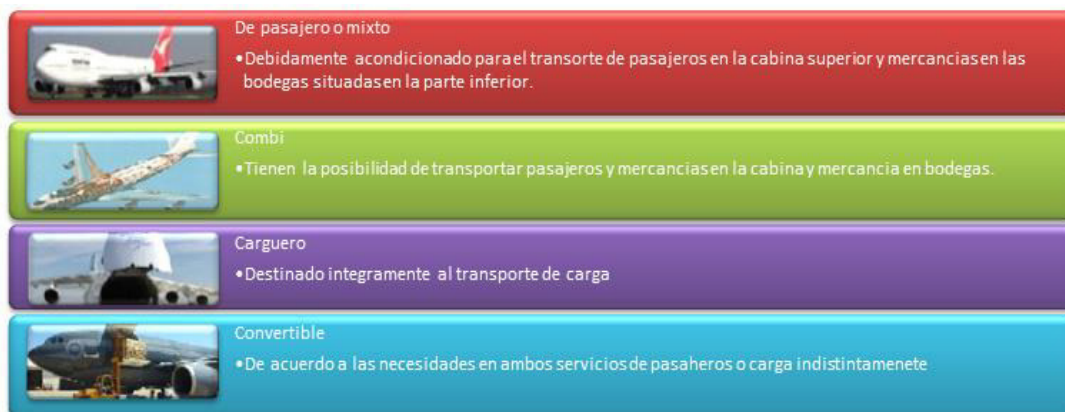 De pasajero o mixto
•Debidamente acondicionado para el transorte de pasajeros en la cabina superior y mercancias en las
bodegas situadas en la parte inferior.
Combi
•Tienen la posibilidad de transportar pasajeros y mercancias en la cabina y mercancia en bodegas.
Carguero
•Destinado integramente al transporte de carga
Convertible
•De acuerdo a las necesidades en ambos servicios de pasaheros o carga indistintamenete